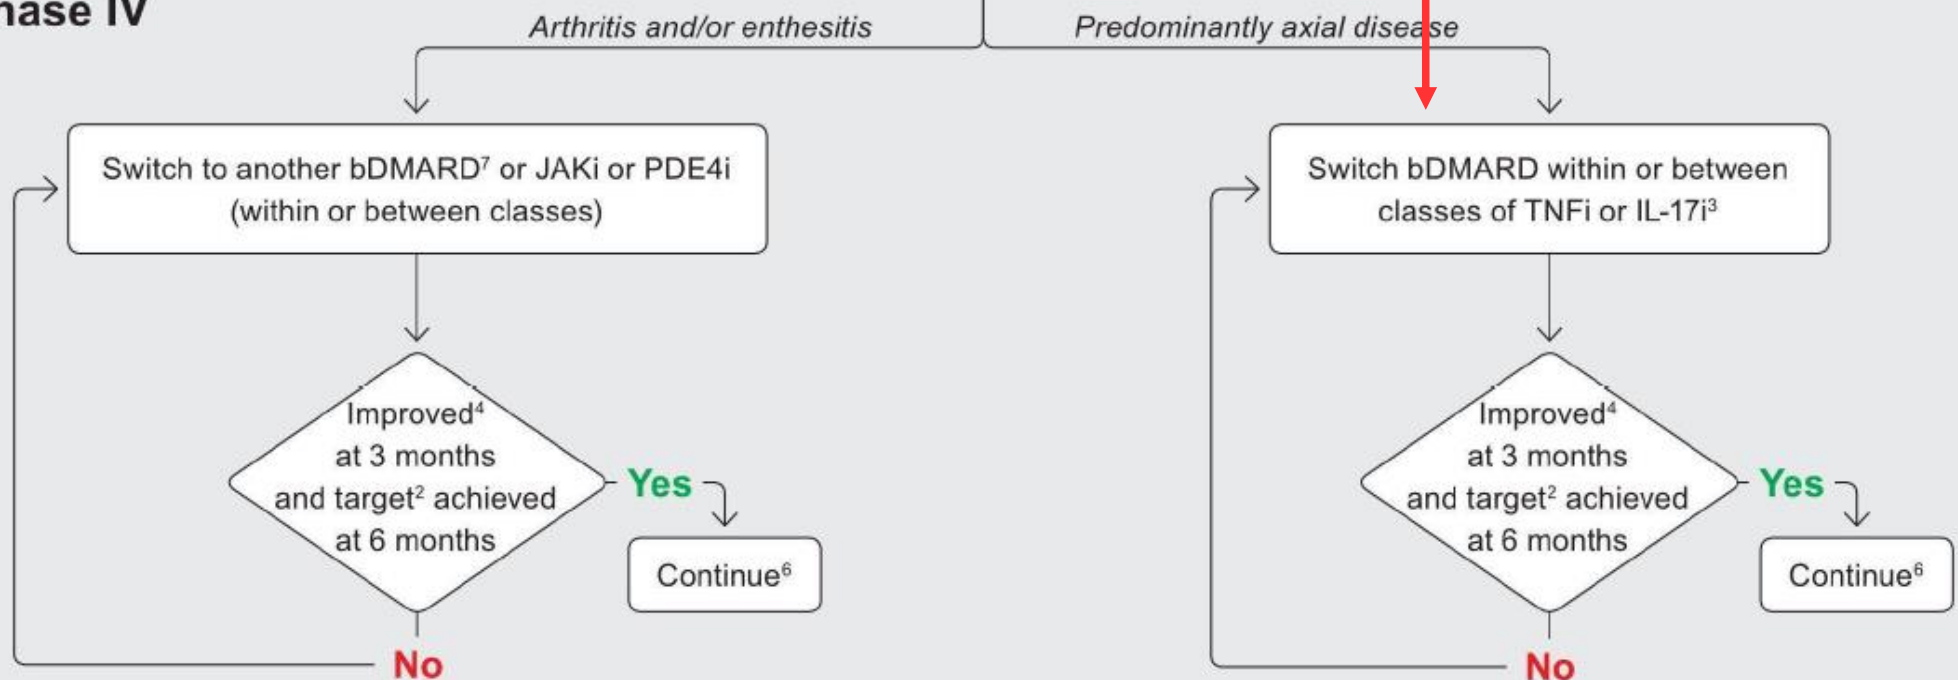 Phase IV
Arthritis and/or enthesitis
Predominantly axial disease
Switch to another bDMARD⁷ or JAKi or PDE4i
(within or between classes)
Switch bDMARD within or between
classes of TNFi or IL-17i³
Improved⁴
at 3 months
and target² achieved
at 6 months
Yes
Continue⁶
No
Improved⁴
at 3 months
and target² achieved
at 6 months
Yes
Continue⁶
No